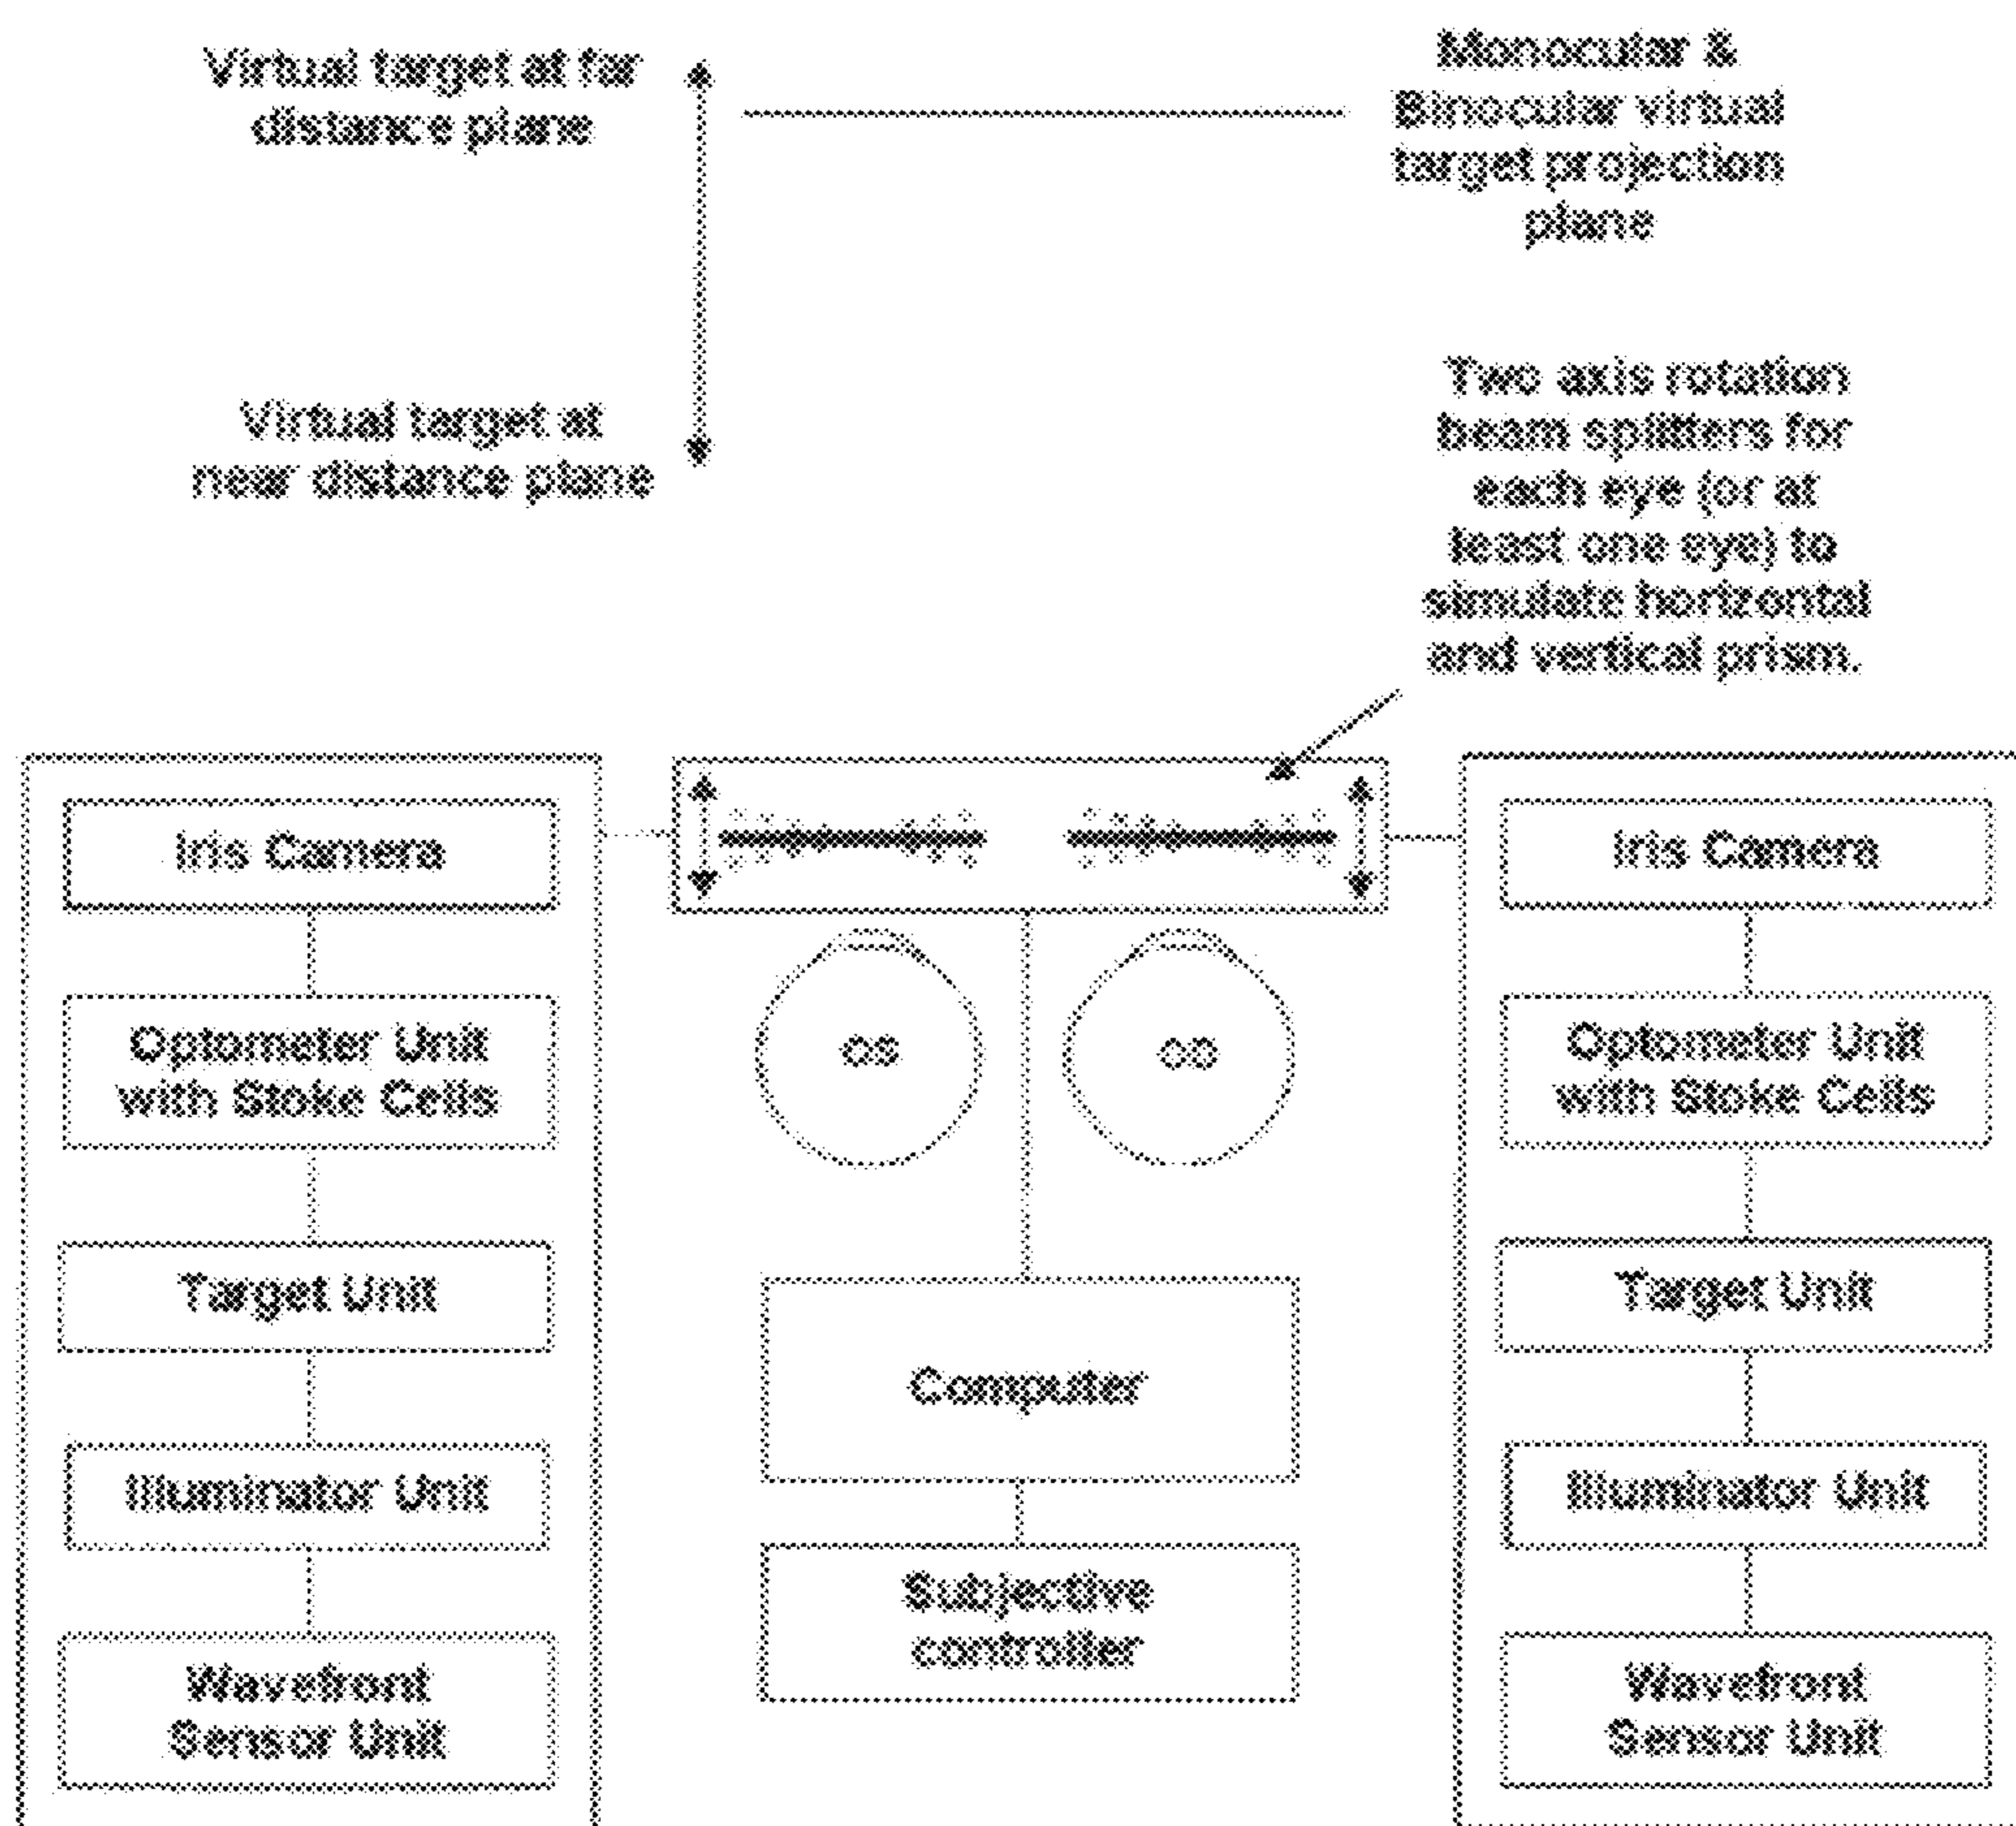 Virtual target at far
distance plane
Monocular &
Binocular virtual
target projection
plane
Virtual target at
near distance plane
Two axis rotation
beam splitters for
each eye (or at
least one eye) to
simulate horizontal
and vertical prism.
Iris Camera
Optometer Unit
with Stoke Cells
Target Unit
Illuminator Unit
Wavefront
Sensor Unit
OS
OD
Computer
Subjective
controller
Iris Camera
Optometer Unit
with Stoke Cells
Target Unit
Illuminator Unit
Wavefront
Sensor Unit